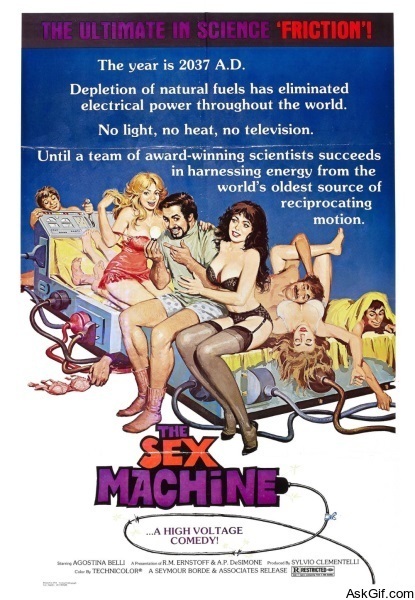 THE ULTIMATE IN SCIENCE 'FRICTION'!
The year is 2037 A.D.
Depletion of natural fuels has eliminated
electrical power throughout the world.
No light, no heat, no television.
Until a team of award-winning scientists succeeds
in harnessing energy from the
world's oldest source of
reciprocating
motion.
THE
SEX
MACHINE
...A HIGH VOLTAGE
COMEDY!
Starring AGOSTINA BELLI A Presentation of R.M. ERNSTOFF & A.P. DeSIMONE Produced By SYLVIO CLEMENTELLI
Color By TECHNICOLOR® A SEYMOUR BORDE & ASSOCIATES RELEASE R RESTRICTED
AskGif.com